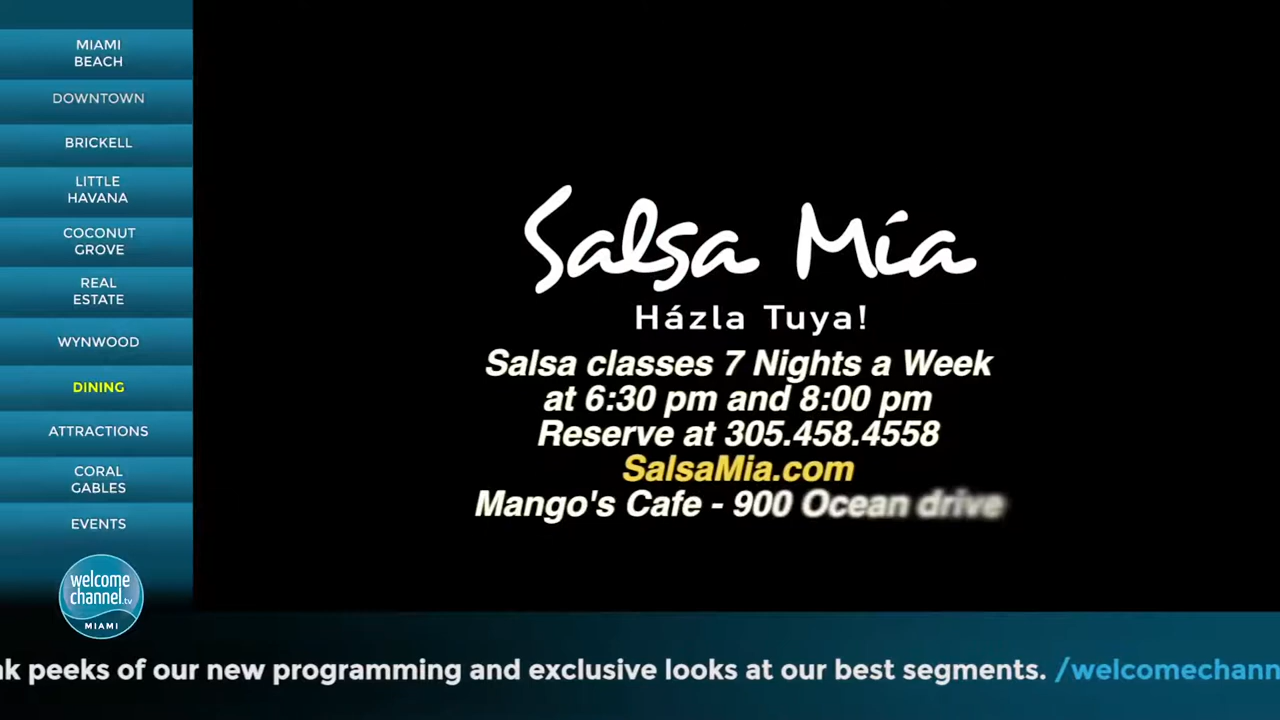 MIAMI
BEACH
DOWNTOWN
BRICKELL
LITTLE
HAVANA
COCONUT
GROVE
REAL
ESTATE
WYNWOOD
DINING
ATTRACTIONS
CORAL
GABLES
EVENTS
welcome
channel.tv
MIAMI
Salsa Mía
Házla Tuya!
Salsa classes 7 Nights a Week
at 6:30 pm and 8:00 pm
Reserve at 305.458.4558
SalsaMia.com
Mango's Cafe - 900 Ocean drive
peeks of our new programming and exclusive looks at our best segments. /welcomechann